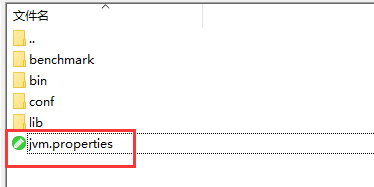 文件名
..
benchmark
bin
conf
lib
jvm.properties